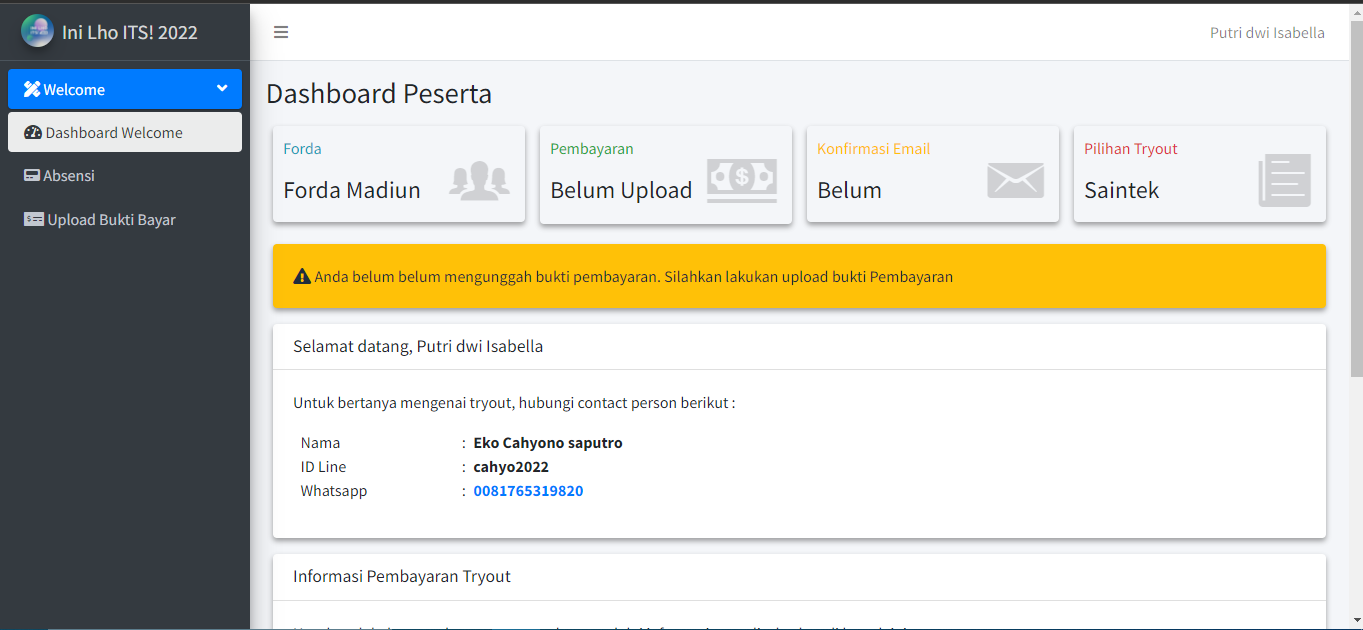 Ini Lho ITS! 2022
Putri dwi Isabella
Welcome
Dashboard Welcome
Absensi
Upload Bukti Bayar
Dashboard Peserta
Forda
Forda Madiun
Pembayaran
Belum Upload
Konfirmasi Email
Belum
Pilihan Tryout
Saintek
Anda belum belum mengunggah bukti pembayaran. Silahkan lakukan upload bukti Pembayaran
Selamat datang, Putri dwi Isabella
Untuk bertanya mengenai tryout, hubungi contact person berikut :
Nama : Eko Cahyono saputro
ID Line : cahyo2022
Whatsapp : 0081765319820
Informasi Pembayaran Tryout